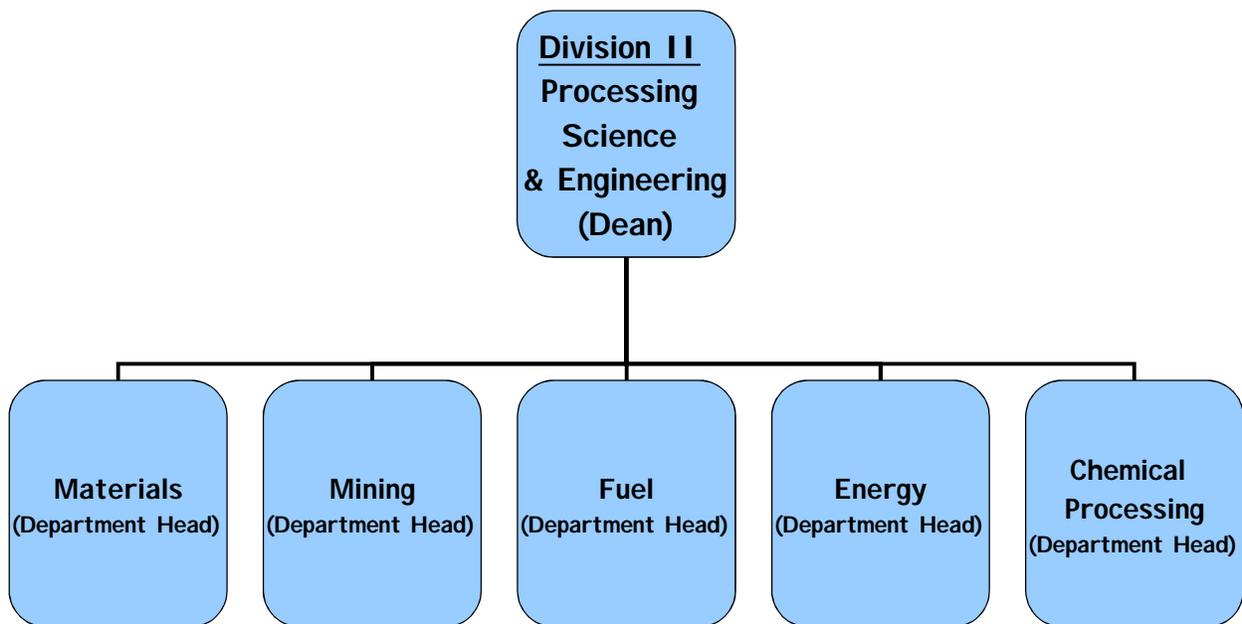 Division II
Processing
Science
& Engineering
(Dean)
Materials
(Department Head)
Mining
(Department Head)
Fuel
(Department Head)
Energy
(Department Head)
Chemical
Processing
(Department Head)